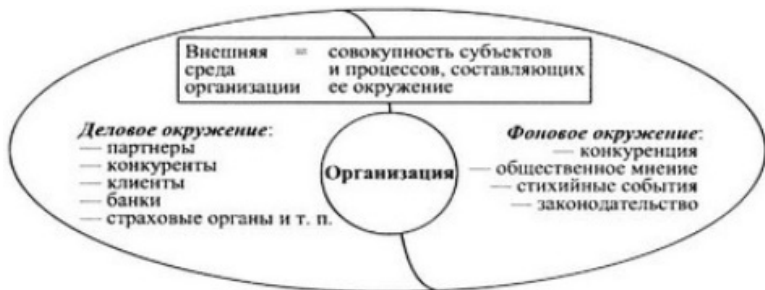 Внешняя = совокупность субъектов
среда и процессов, составляющих
организации ее окружение
Деловое окружение:
— партнеры
— конкуренты
— клиенты
— банки
— страховые органы и т. п.
Организация
Фоновое окружение:
— конкуренция
— общественное мнение
— стихийные события
— законодательство